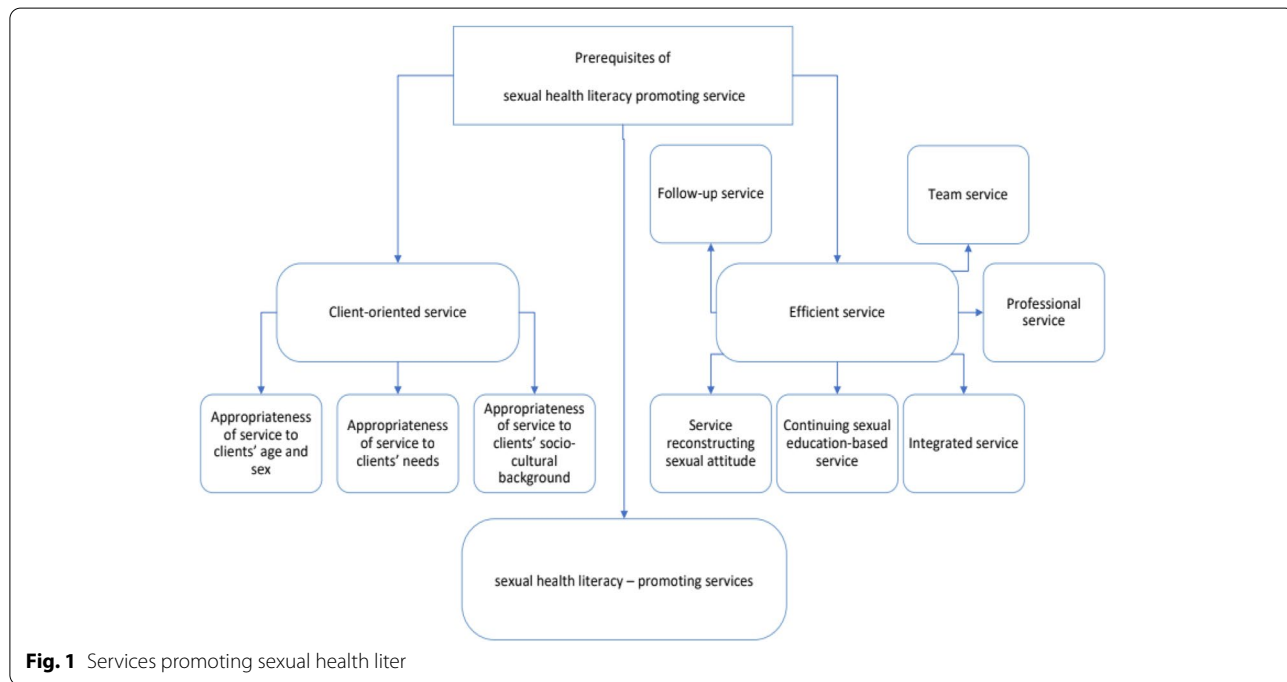 Prerequisites of
sexual health literacy promoting service
Follow-up service
Team service
Client-oriented service
Efficient service
Professional
service
Appropriateness
of service to
clients' age and
sex
Appropriateness
of service to
clients' needs
Appropriateness
of service to
clients' socio-
cultural
background
Service
reconstructing
sexual attitude
Continuing sexual
education-based
service
Integrated service
sexual health literacy – promoting services
Fig. 1 Services promoting sexual health liter